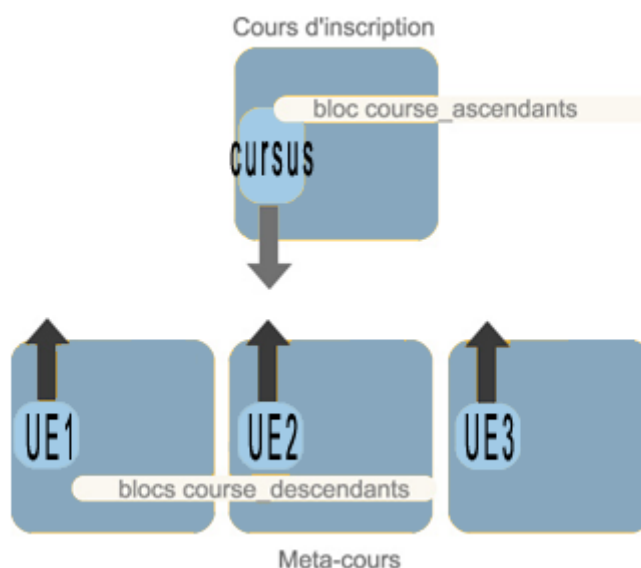 Cours d'inscription
bloc course_ascendants
cursus
UE1
UE2
UE3
blocs course_descendants
Meta-cours